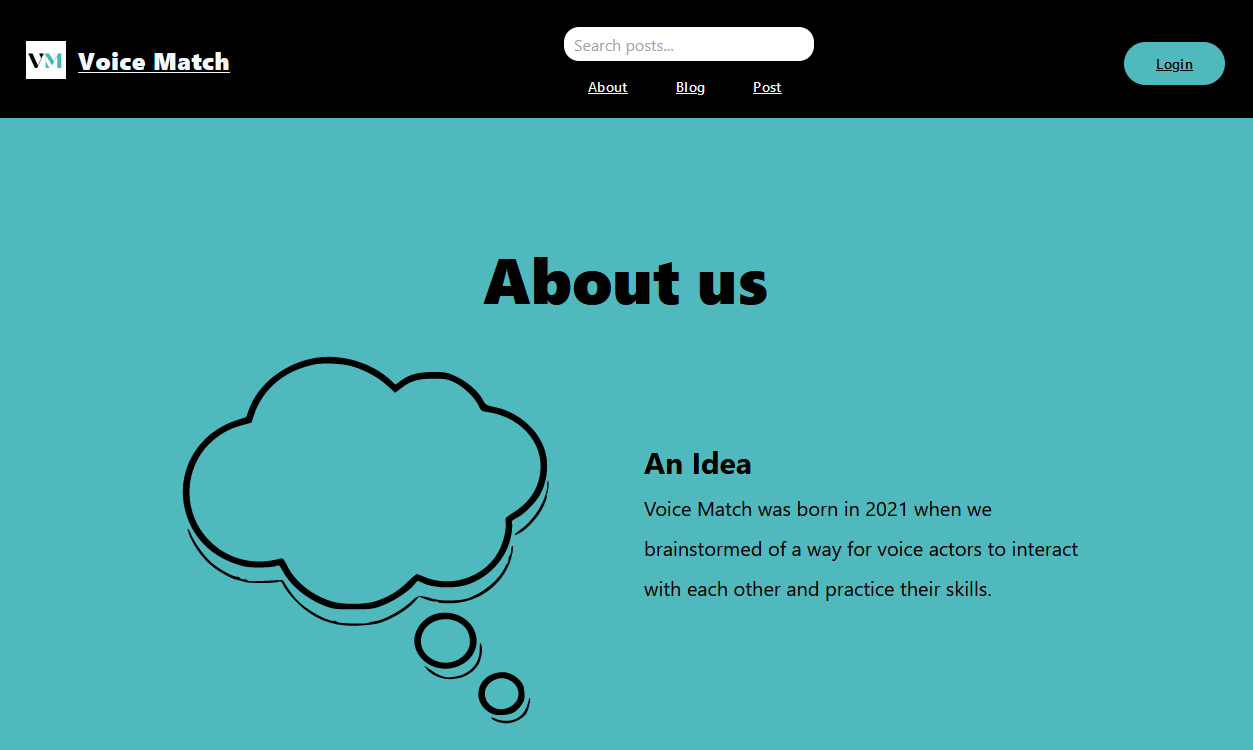 VM
Voice Match
Search posts...
About
Blog
Post
Login
About us
An Idea
Voice Match was born in 2021 when we
brainstormed of a way for voice actors to interact
with each other and practice their skills.